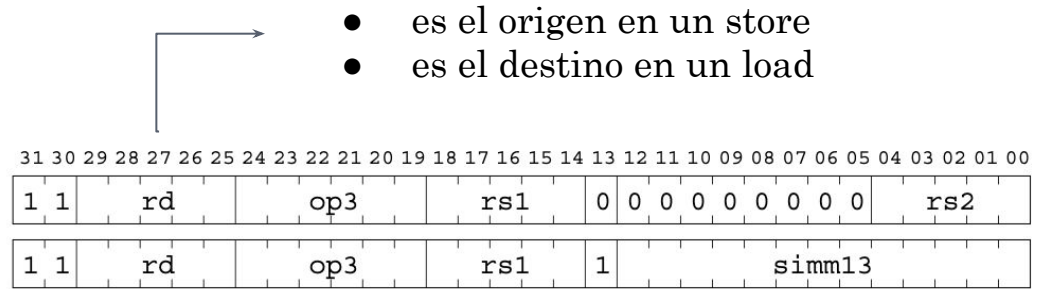 ● es el origen en un store
● es el destino en un load
31 30 29 28 27 26 25 24 23 22 21 20 19 18 17 16 15 14 13 12 11 10 09 08 07 06 05 04 03 02 01 00
1 1 rd op3 rs1 0 0 0 0 0 0 0 0 0 rs2
1 1 rd op3 rs1 1 simm13